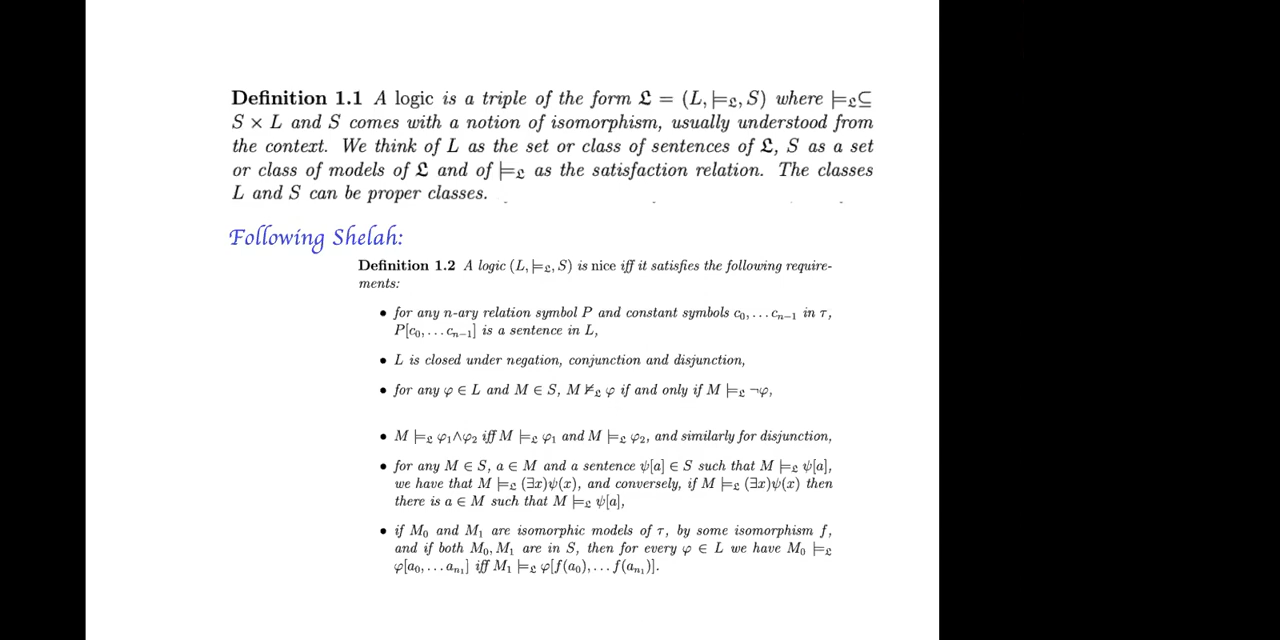 Definition 1.1 A logic is a triple of the form 𝔏 = (L, ⊨𝔏, S) where ⊨𝔏⊆
S × L and S comes with a notion of isomorphism, usually understood from
the context. We think of L as the set or class of sentences of 𝔏, S as a set
or class of models of 𝔏 and of ⊨𝔏 as the satisfaction relation. The classes
L and S can be proper classes.
Following Shelah:
Definition 1.2 A logic (L, ⊨𝔏, S) is nice iff it satisfies the following require-
ments:
• for any n-ary relation symbol P and constant symbols c₀, … cₙ₋₁ in τ,
P[c₀, … cₙ₋₁] is a sentence in L,
• L is closed under negation, conjunction and disjunction,
• for any φ ∈ L and M ∈ S, M ⊭𝔏 φ if and only if M ⊨𝔏 ¬φ,
• M ⊨𝔏 φ₁∧φ₂ iff M ⊨𝔏 φ₁ and M ⊨𝔏 φ₂, and similarly for disjunction,
• for any M ∈ S, a ∈ M and a sentence ψ[a] ∈ S such that M ⊨𝔏 ψ[a],
we have that M ⊨𝔏 (∃x)ψ(x), and conversely, if M ⊨𝔏 (∃x)ψ(x) then
there is a ∈ M such that M ⊨𝔏 ψ[a],
• if M₀ and M₁ are isomorphic models of τ, by some isomorphism f,
and if both M₀, M₁ are in S, then for every φ ∈ L we have M₀ ⊨𝔏
φ[a₀, … aₙ₁] iff M₁ ⊨𝔏 φ[f(a₀), … f(aₙ₁)].